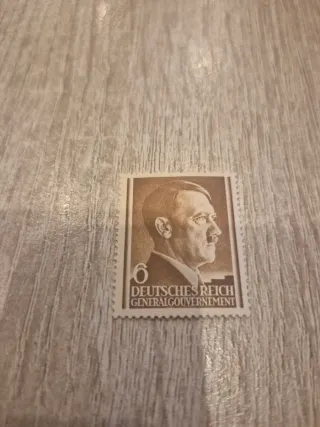 6
DEUTSCHES REICH
GENERALGOUVERNEMENT